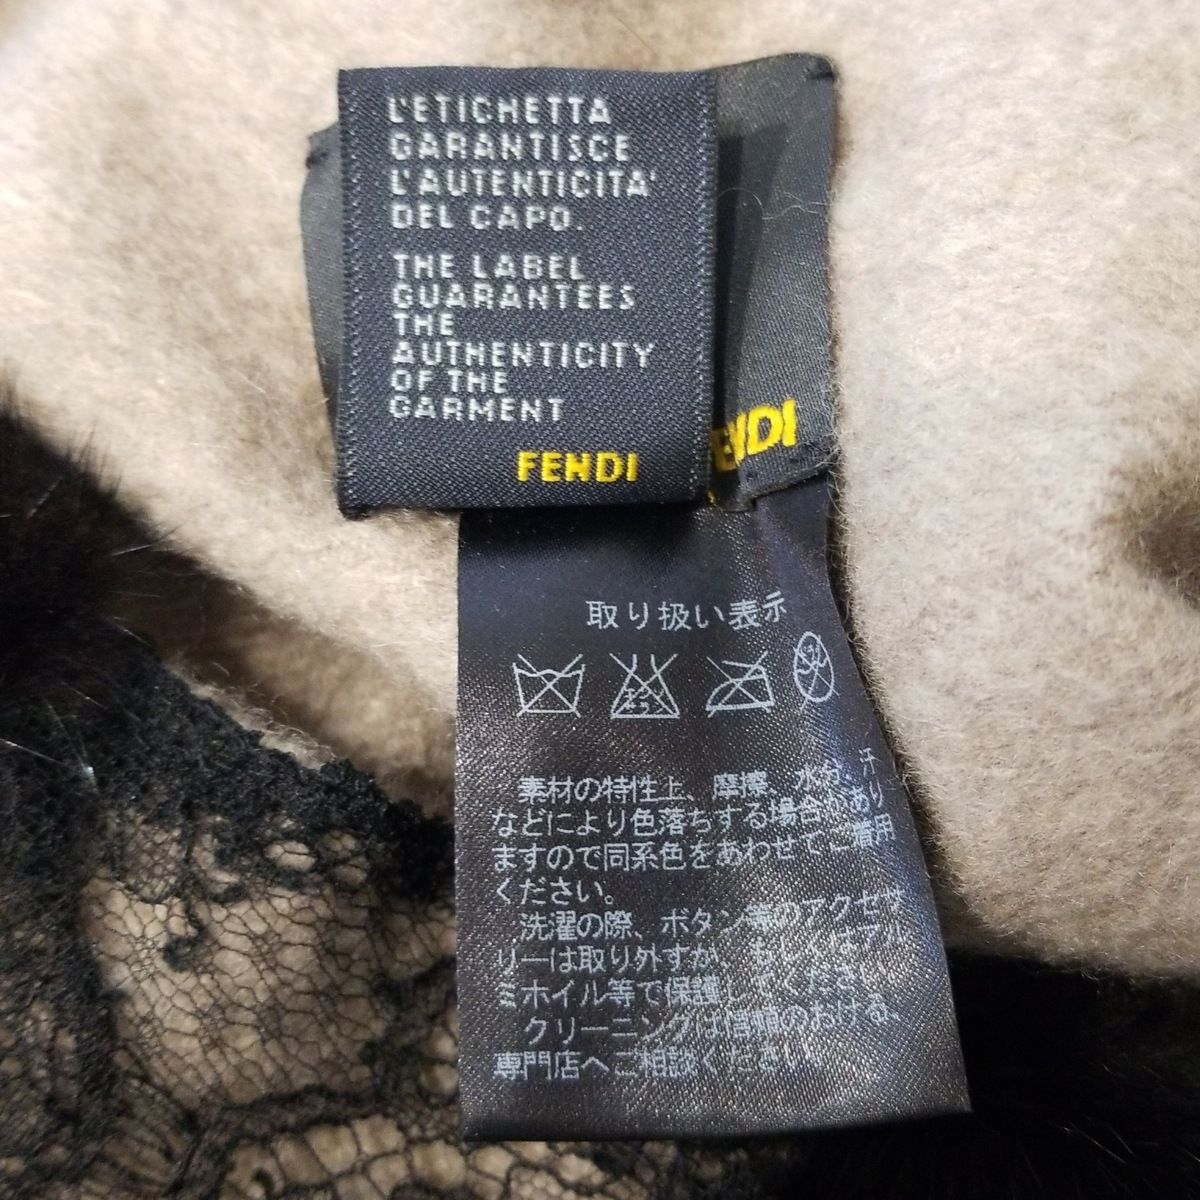 L'ETICHETTA
GARANTISCE
L'AUTENTICITA'
DEL CAPO.
THE LABEL
GUARANTEES
THE
AUTHENTICITY
OF THE
GARMENT
FENDI
ENDI
取り扱い表示
素材の特性上、摩擦、水分、汗
などにより色落ちする場合があり
ますので同系色をあわせてご着用
ください。
洗濯の際、ボタン等のアクセサ
リーは取り外すか、もしくはアル
ミホイル等で保護してください。
クリーニングは信頼のおける、
専門店へご相談ください。